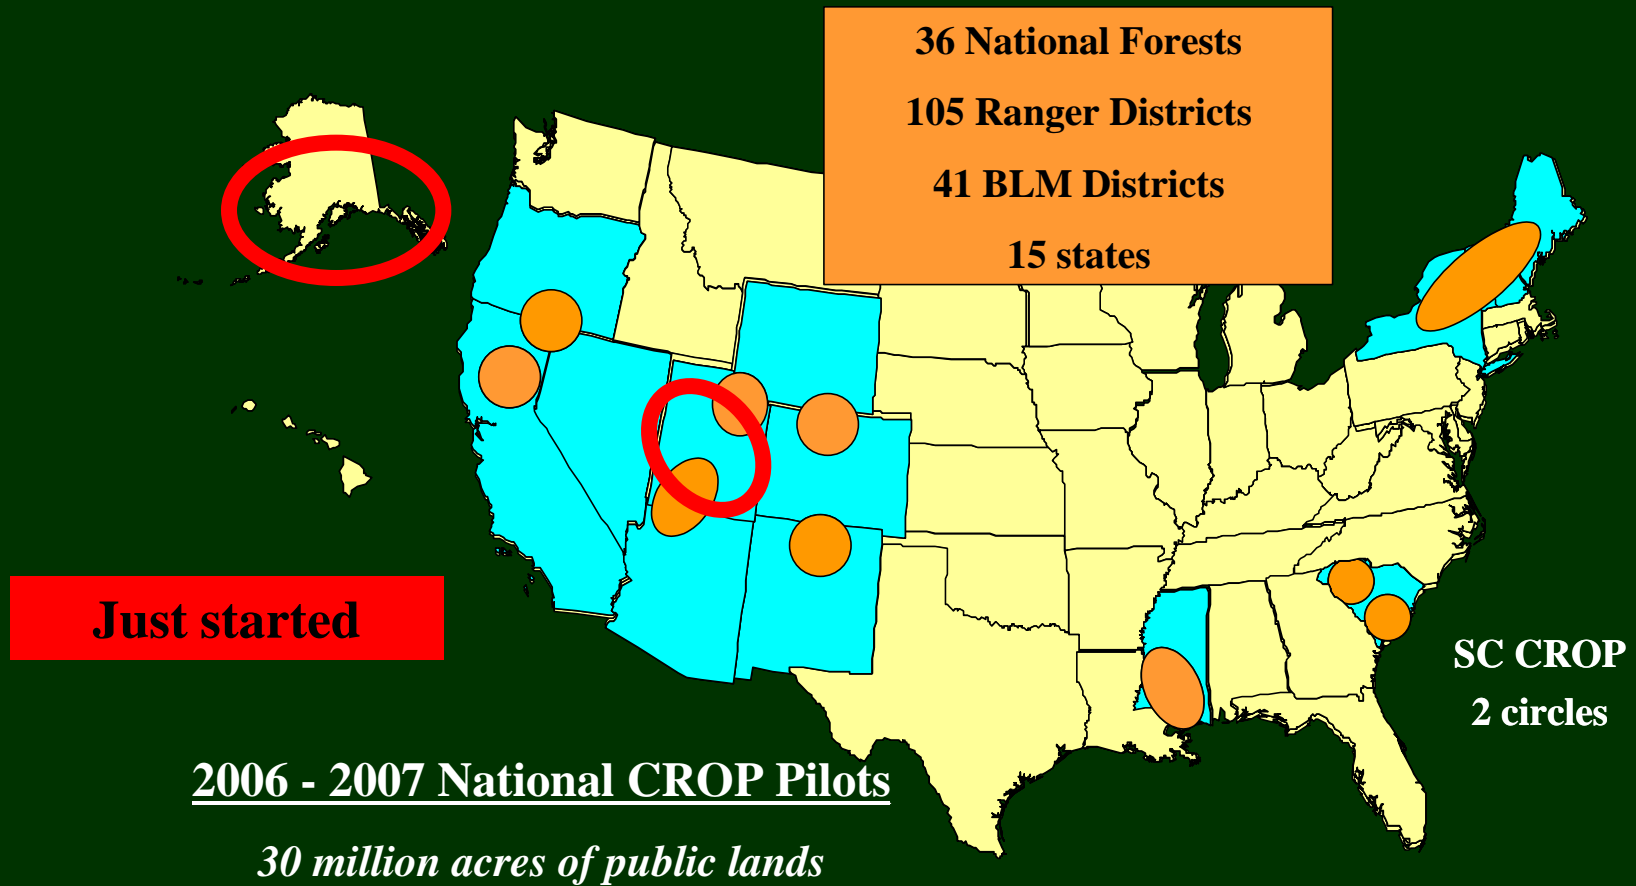 36 National Forests
105 Ranger Districts
41 BLM Districts
15 states
Just started
SC CROP
2 circles
2006 - 2007 National CROP Pilots
30 million acres of public lands